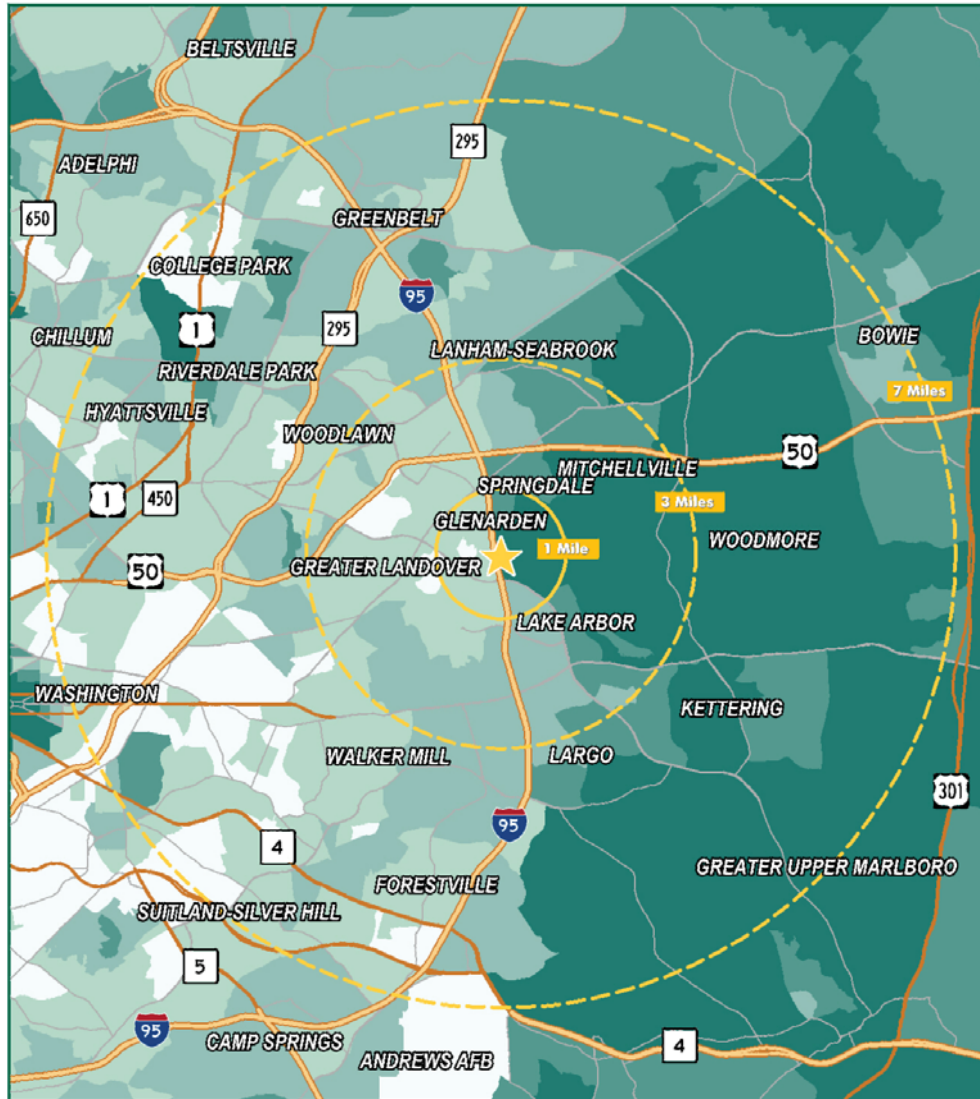 BELTSVILLE
295
ADELPHI
650
GREENBELT
COLLEGE PARK
95
1
295
CHILLUM
BOWIE
LANHAM-SEABROOK
RIVERDALE PARK
7 Miles
HYATTSVILLE
WOODLAWN
50
MITCHELLVILLE
SPRINGDALE
1
450
3 Miles
GLENARDEN
WOODMORE
1 Mile
50
GREATER LANDOVER
LAKE ARBOR
WASHINGTON
KETTERING
WALKER MILL
LARGO
301
95
4
GREATER UPPER MARLBORO
FORESTVILLE
SUITLAND-SILVER HILL
5
95
CAMP SPRINGS
4
ANDREWS AFB